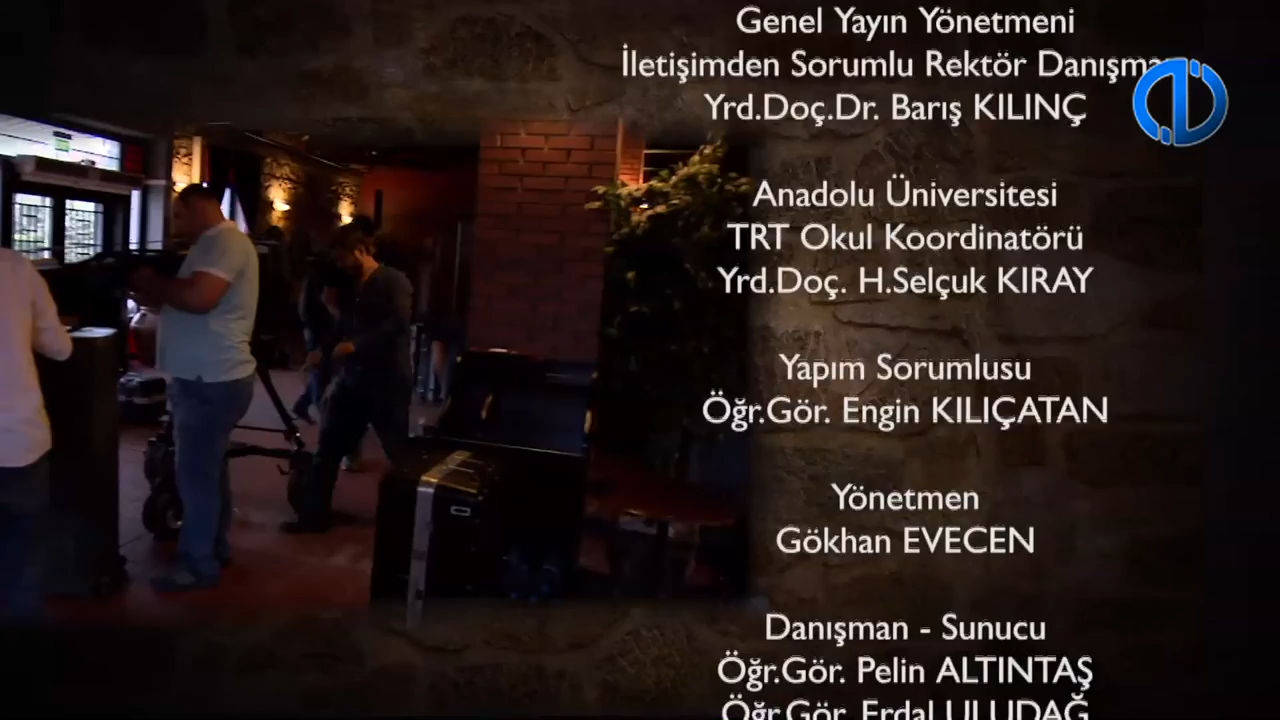 Genel Yayın Yönetmeni
İletişimden Sorumlu Rektör
Yrd.Doç.Dr. Barış KILINÇ
Anadolu Üniversitesi
TRT Okul Koordinatörü
Yrd.Doç. H.Selçuk KIRAY
Yapım Sorumlusu
Öğr.Gör. Engin KILIÇATAN
Yönetmen
Gökhan EVECEN
Danışman - Sunucu
Öğr.Gör. Pelin ALTINTAŞ
Öğr.Gör. Erdal ULUDAĞ